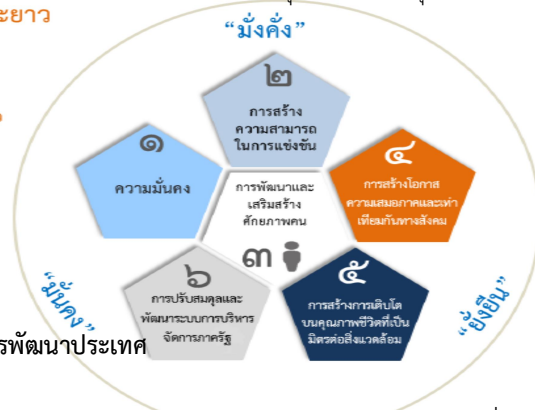 ะยาว
“มั่งคั่ง”
๒
การสร้าง
ความสามารถ
ในการแข่งขัน
๑
ความมั่นคง
๔
การสร้างโอกาส
ความเสมอภาคและเท่า
เทียมกันทางสังคม
การพัฒนาและ
เสริมสร้าง
ศักยภาพคน
๓
๖
การปรับสมดุลและ
พัฒนาระบบการบริหาร
จัดการภาครัฐ
๕
การสร้างการเติบโต
บนคุณภาพชีวิตที่เป็น
มิตรต่อสิ่งแวดล้อม
“มั่นคง”
“ยั่งยืน”
รพัฒนาประเทศ